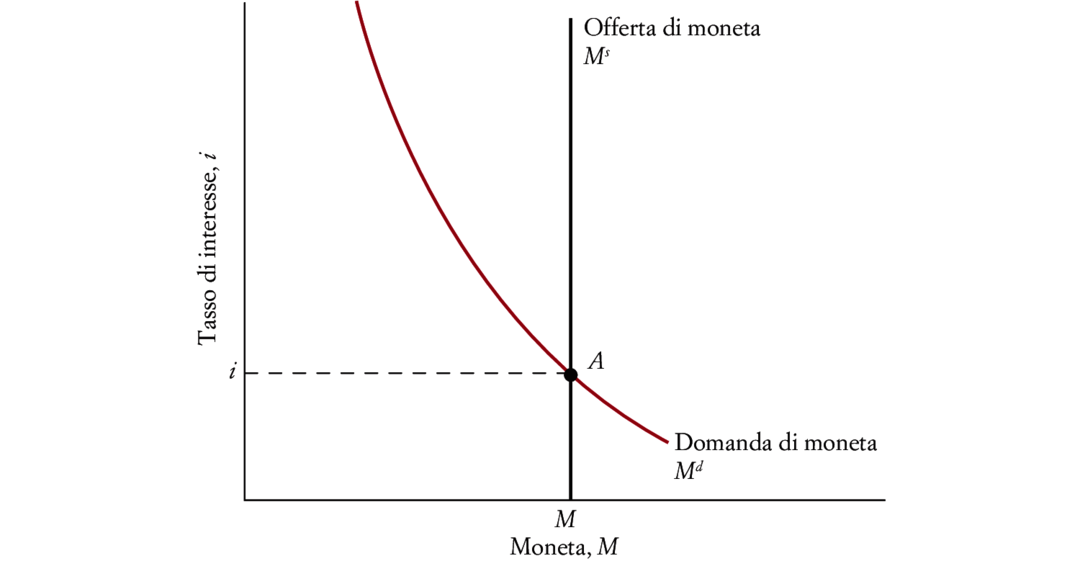 Offerta di moneta
Mˢ
Tasso di interesse, i
i
A
Domanda di moneta
Mᵈ
M
Moneta, M